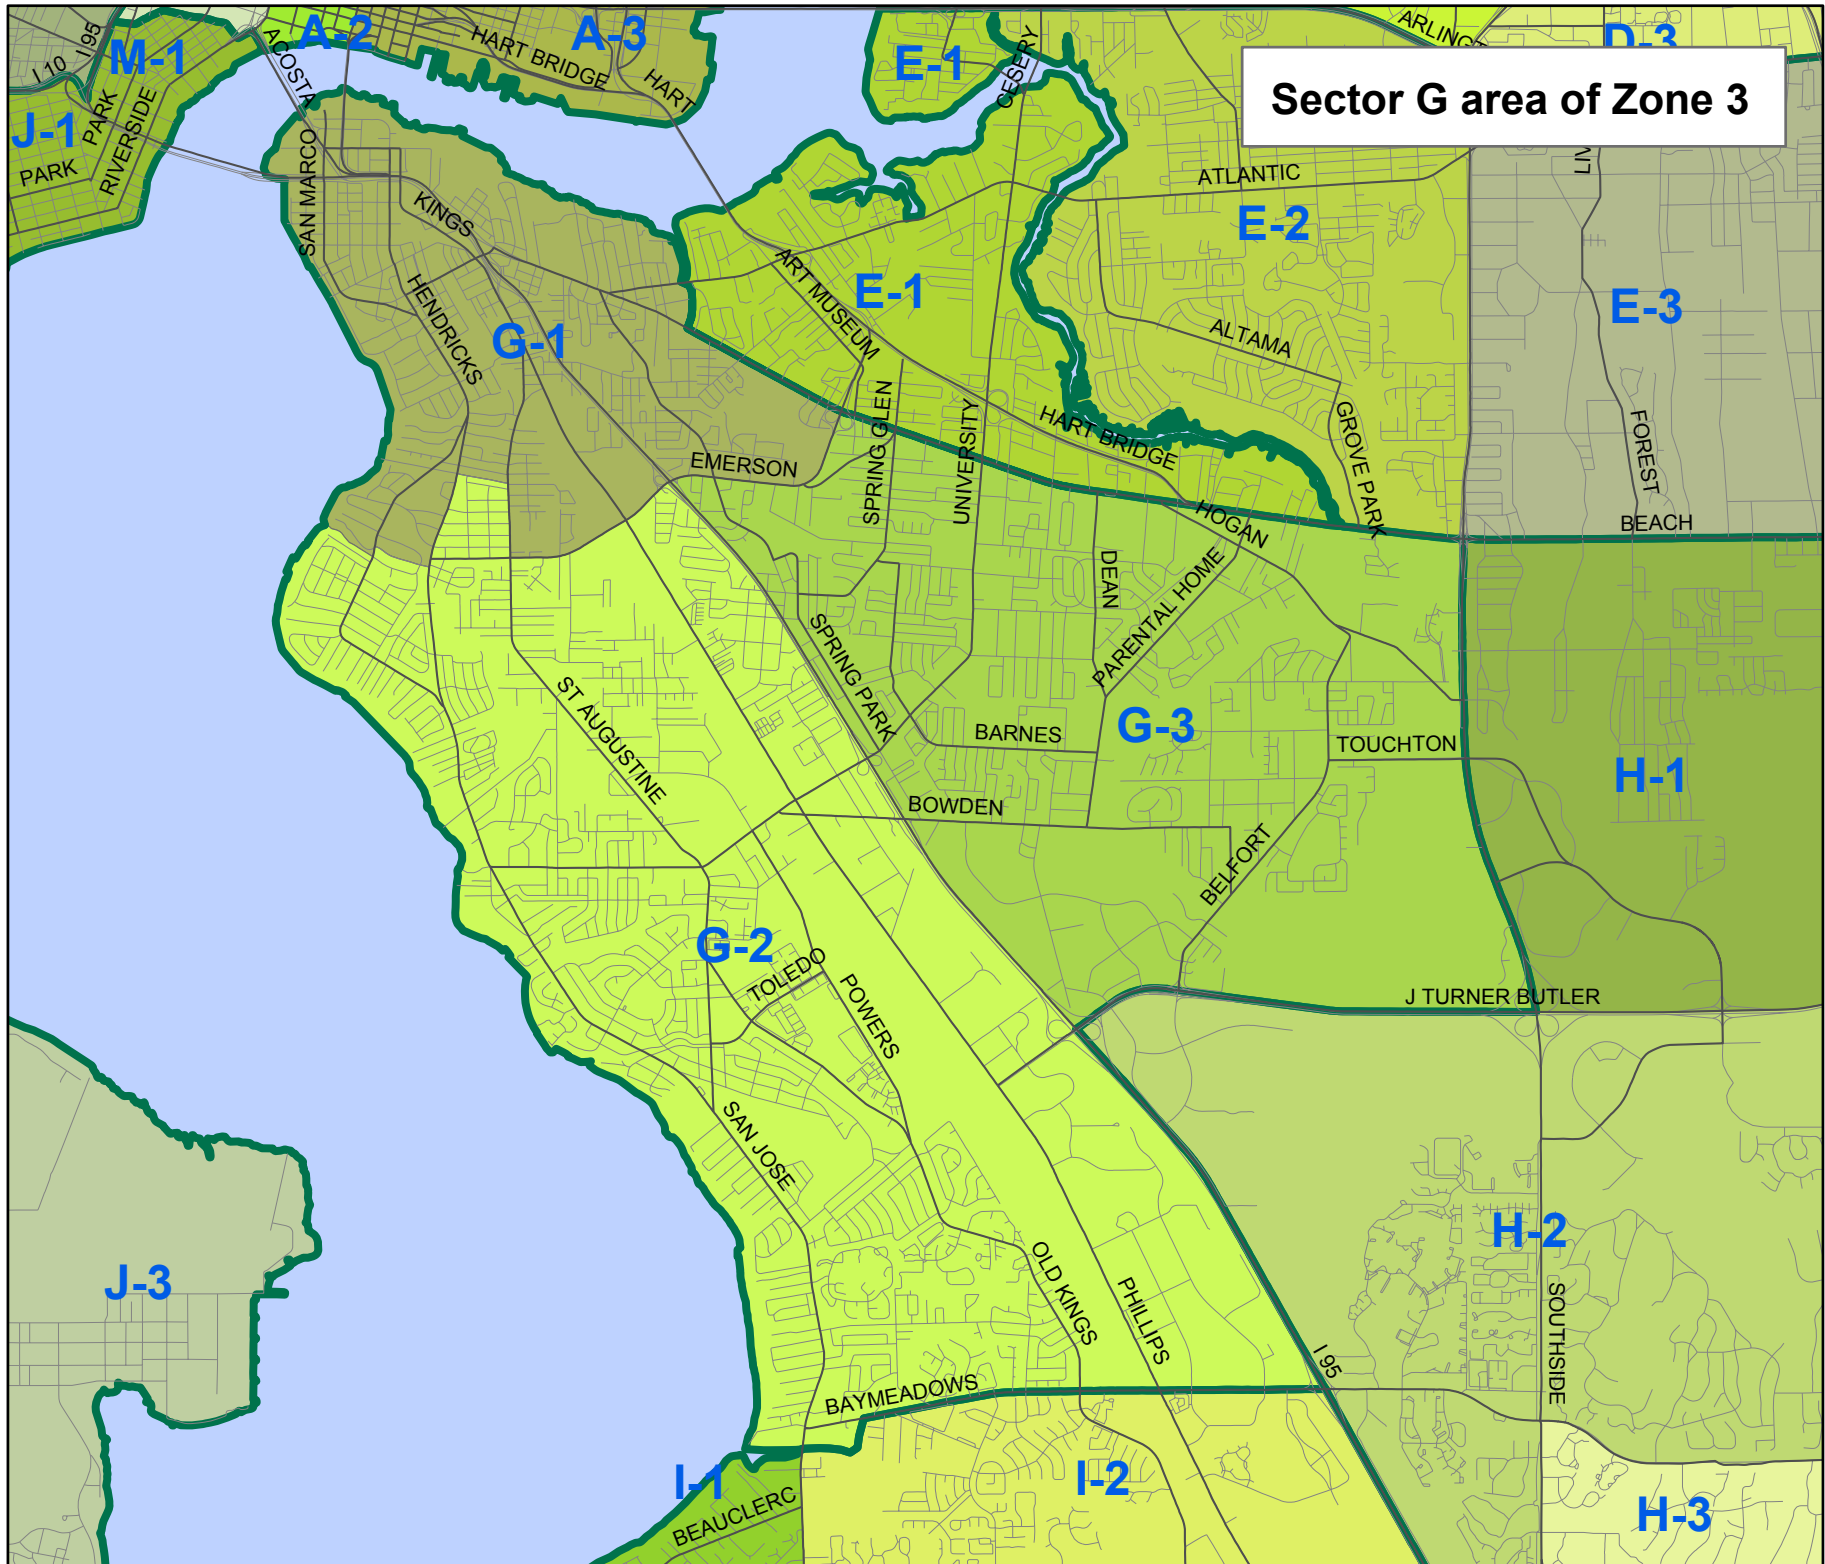 I 95
A-2
ACOSTA
HART BRIDGE
A-3
HART
E-1
CESERY
D-3
M-1
I 10
Sector G area of Zone 3
J-1
PARK
PARK
RIVERSIDE
SAN MARCO
KINGS
ATLANTIC
E-2
HENDRICKS
G-1
ART MUSEUM
E-1
E-3
ALTAMA
SPRING GLEN
UNIVERSITY
HART BRIDGE
GROVE PARK
FOREST
EMERSON
HOGAN
BEACH
DEAN
PARENTAL HOME
SPRING PARK
ST AUGUSTINE
BARNES
G-3
TOUCHTON
H-1
BOWDEN
BELFORT
G-2
TOLEDO
POWERS
J TURNER BUTLER
SAN JOSE
J-3
H-2
OLD KINGS
PHILLIPS
SOUTHSIDE
I 95
BAYMEADOWS
I-1
I-2
BEAUCLERC
H-3